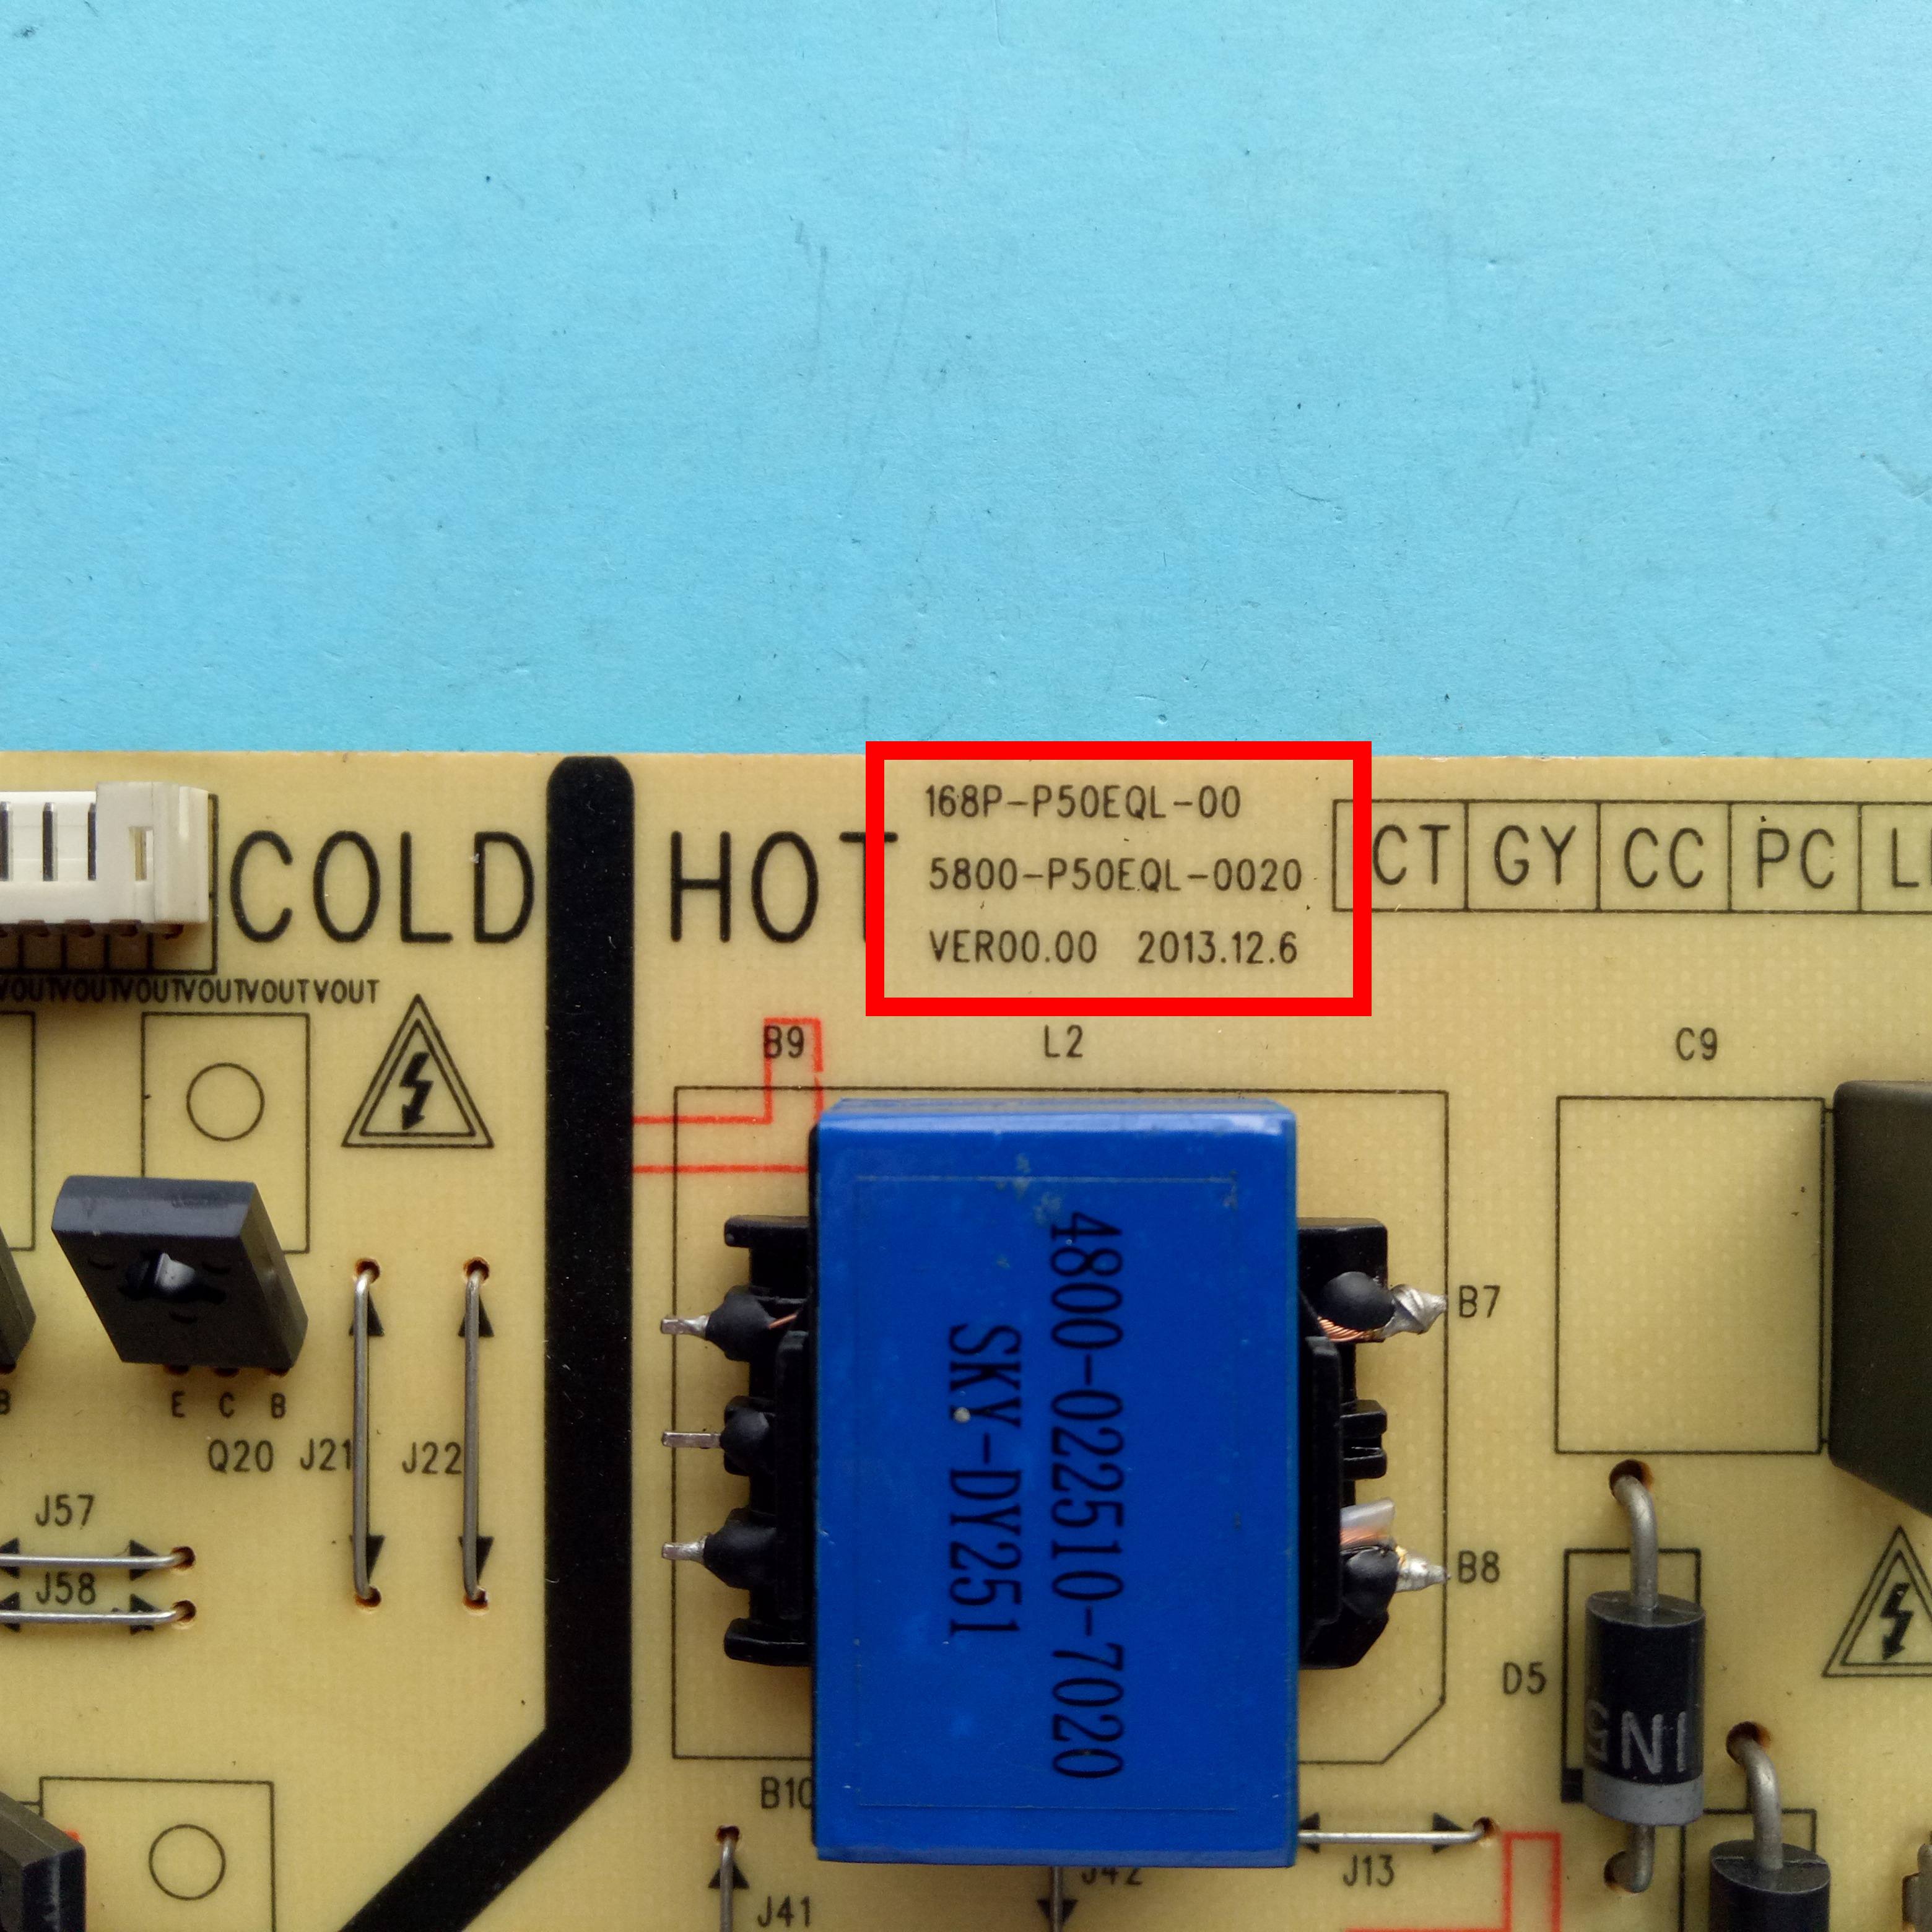 168P-P50EQL-00
5800-P50EQL-0020
VER00.00 2013.12.6
COLD
HOT
CT GY CC PC
VOUT VOUT VOUT VOUT VOUT VOUT
B9
L2
C9
4800-022510-7020
SKY-DY251
B7
B8
E C B
B
Q20
J21
J22
J57
J58
D5
1N5
B10
J42
J13
J41